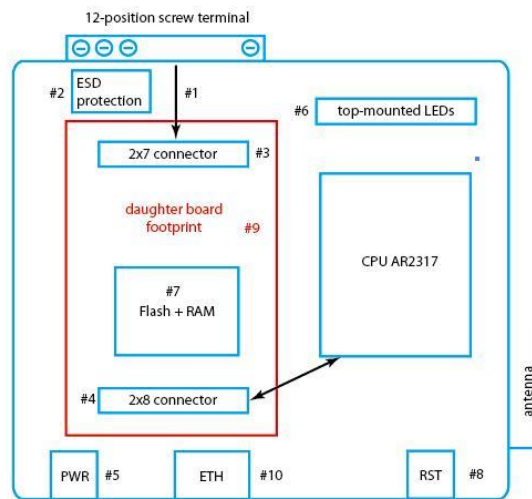 12-position screw terminal
#2
ESD
protection
#1
#6
top-mounted LEDs
2x7 connector
#3
daughter board
footprint
#9
CPU AR2317
#7
Flash + RAM
#4
2x8 connector
antenna
PWR
#5
ETH
#10
RST
#8